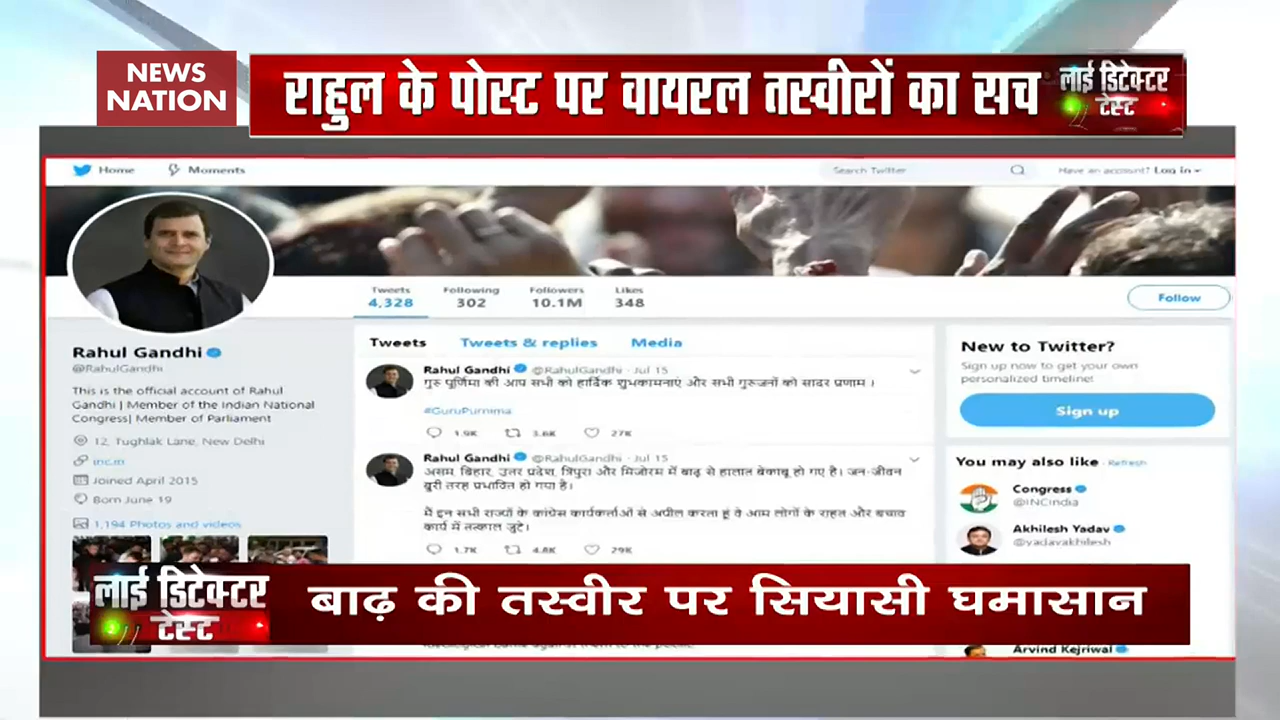 NEWS
NATION
राहुल के पोस्ट पर वायरल तस्वीरों का सच
लाई डिटेक्टर
टेस्ट
Home
Moments
Search Twitter
Have an account? Log in
Tweets
4,328
Following
302
Followers
10.1M
Likes
348
Follow
Rahul Gandhi
@RahulGandhi
This is the official account of Rahul
Gandhi | Member of the Indian National
Congress| Member of Parliament
12, Tughlak Lane, New Delhi
inc.in
Joined April 2015
Born June 19
1,194 Photos and videos
Tweets
Tweets & replies
Media
Rahul Gandhi @RahulGandhi · Jul 15
गुरु पूर्णिमा की आप सभी को हार्दिक शुभकामनाएं और सभी गुरुजनों को सादर प्रणाम ।
#GuruPurnima
1.9K
3.6K
27K
Rahul Gandhi @RahulGandhi · Jul 15
असम, बिहार, उत्तर प्रदेश, त्रिपुरा और मिजोरम में बाढ़ से हालात बेकाबू हो गए है। जन-जीवन
बुरी तरह प्रभावित हो गया है।
मैं इन सभी राज्यों के कांग्रेस कार्यकर्ताओं से अपील करता हूं वे आम लोगों के राहत और बचाव
कार्य में तत्काल जुटे।
1.7K
4.8K
29K
New to Twitter?
Sign up now to get your own
personalized timeline!
Sign up
You may also like · Refresh
Congress
@INCIndia
Akhilesh Yadav
@yadavakhilesh
Arvind Kejriwal
लाई डिटेक्टर
टेस्ट
बाढ़ की तस्वीर पर सियासी घमासान